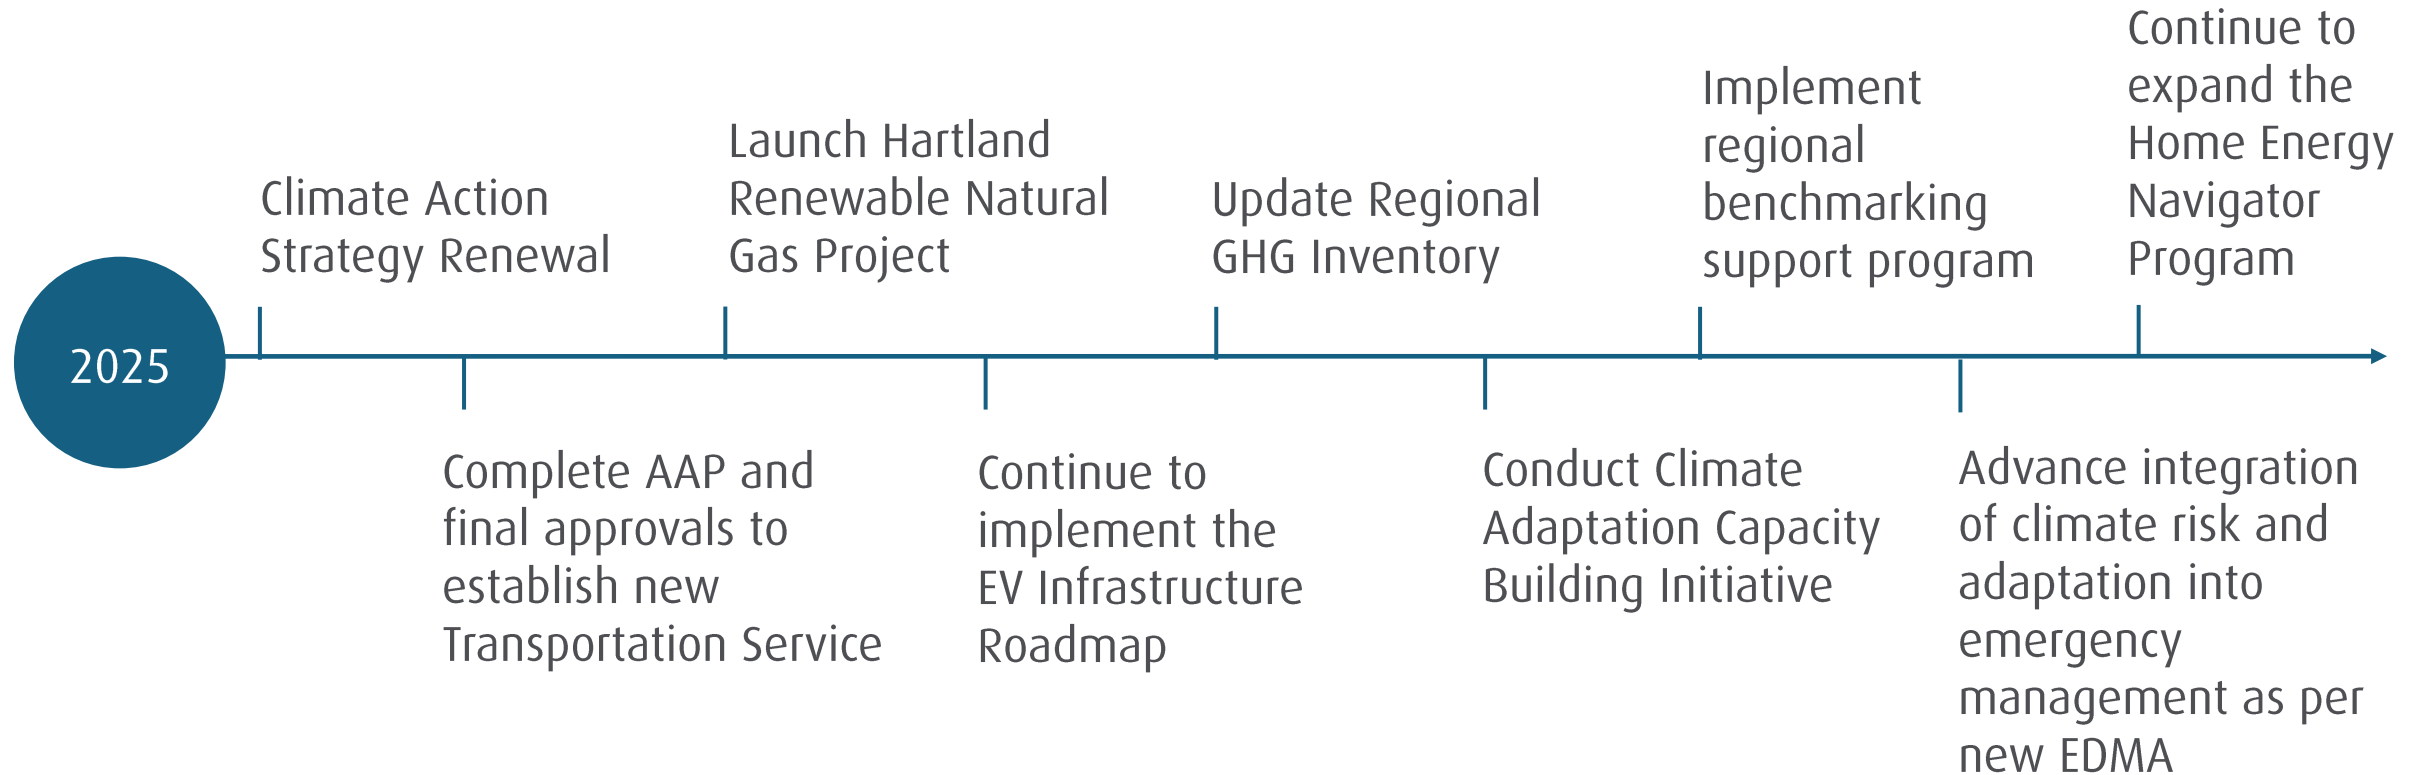 2025
Climate Action
Strategy Renewal
Complete AAP and
final approvals to
establish new
Transportation Service
Launch Hartland
Renewable Natural
Gas Project
Continue to
implement the
EV Infrastructure
Roadmap
Update Regional
GHG Inventory
Conduct Climate
Adaptation Capacity
Building Initiative
Implement
regional
benchmarking
support program
Advance integration
of climate risk and
adaptation into
emergency
management as per
new EDMA
Continue to
expand the
Home Energy
Navigator
Program